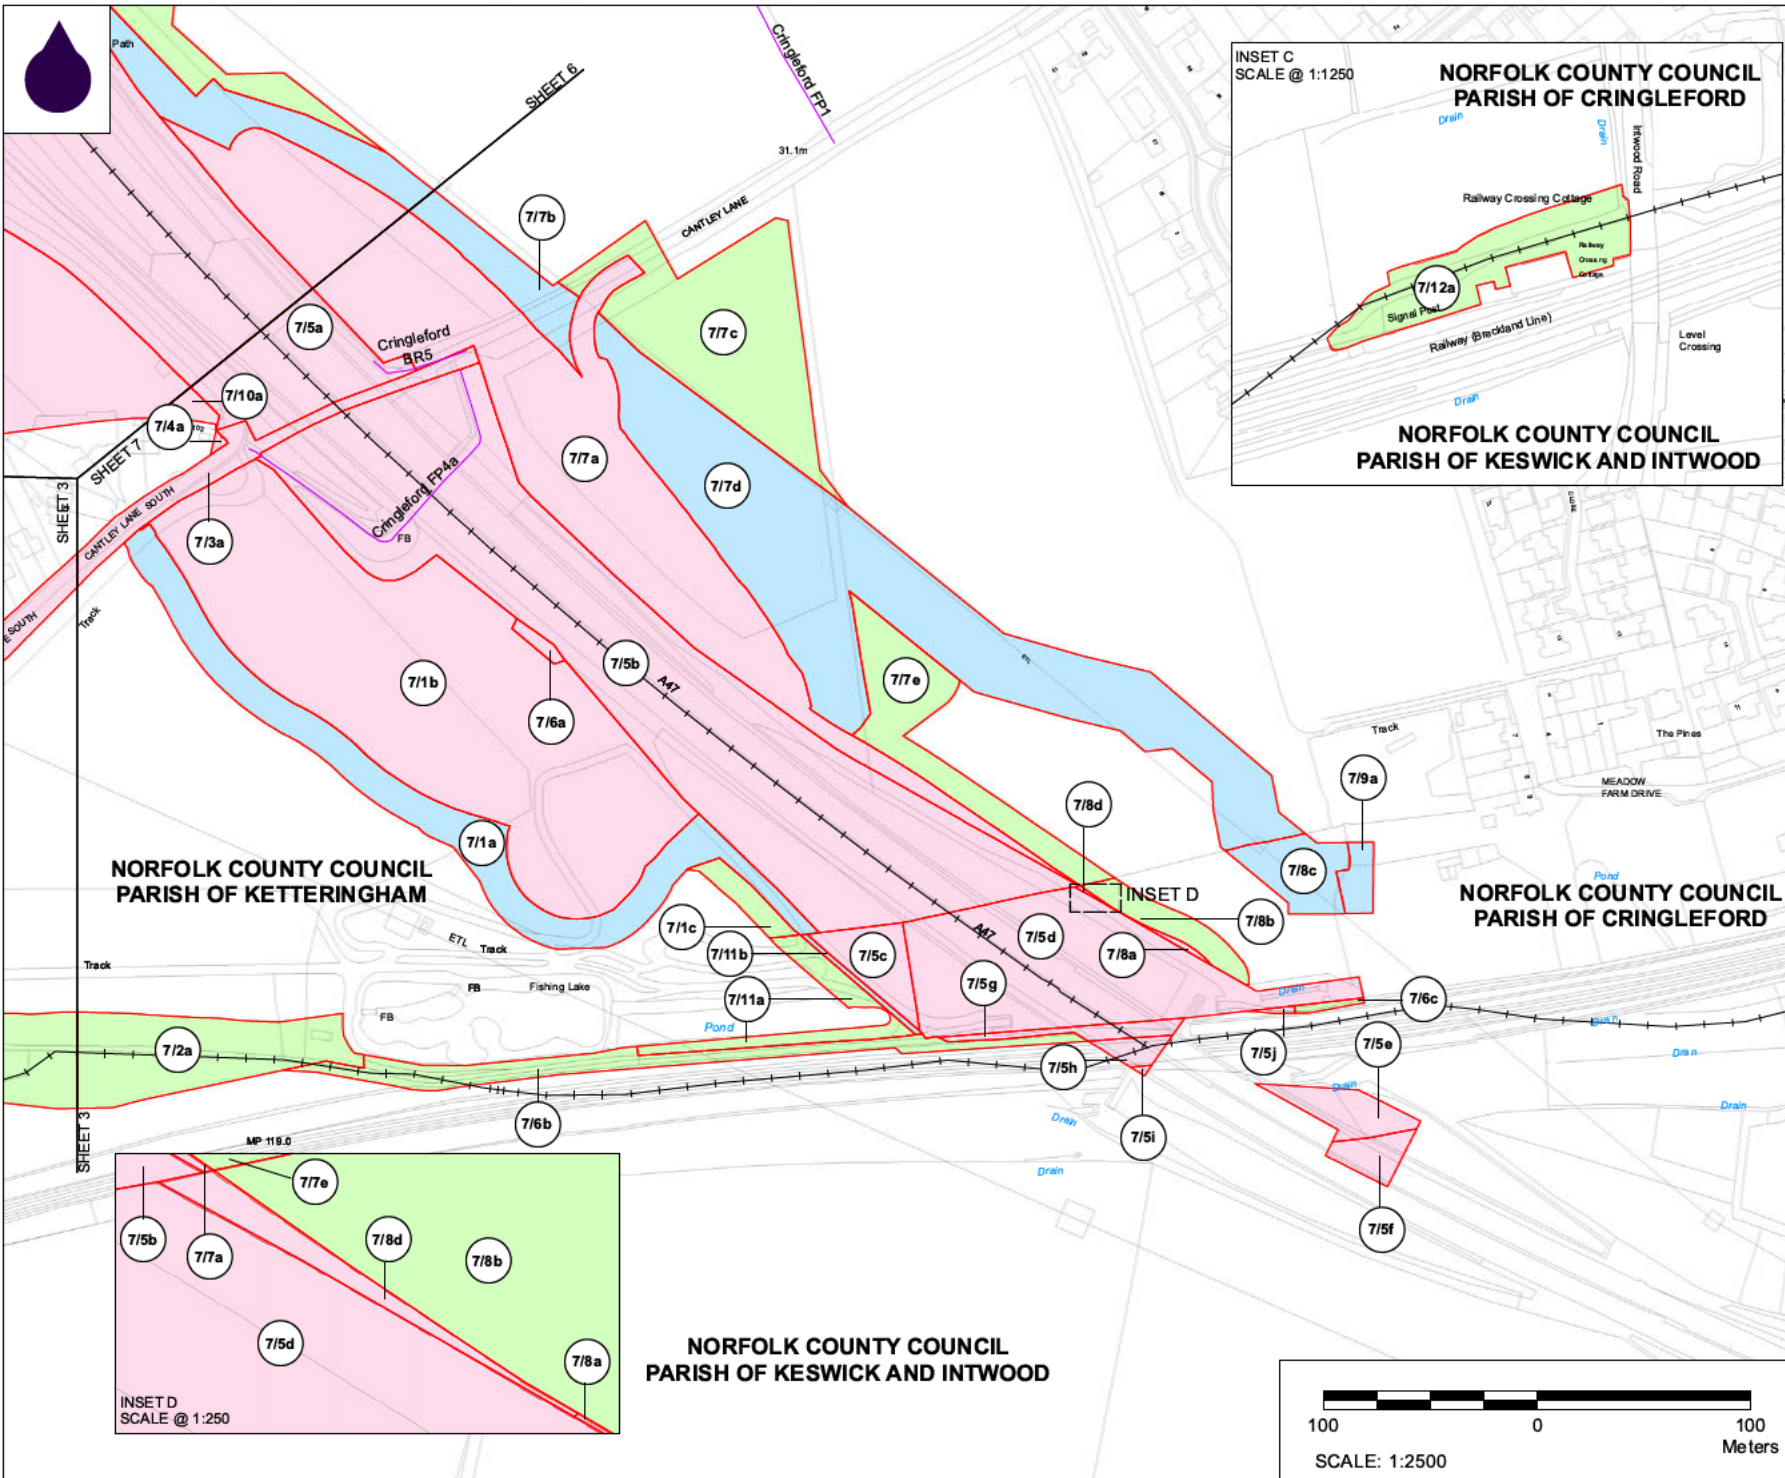 Path
SHEET 6
Cringleford FP1
31.1m
CANTLEY LANE
7/7b
INSET C
SCALE @ 1:1250
NORFOLK COUNTY COUNCIL
PARISH OF CRINGLEFORD
Drain
Drain
Intwood Road
Railway Crossing Cottage
Railway
Crossing
Cottage
7/12a
Signal Post
Railway (Breckland Line)
Level
Crossing
Drain
NORFOLK COUNTY COUNCIL
PARISH OF KESWICK AND INTWOOD
7/5a
Cringleford
BR5
7/7c
7/10a
7/4a
SHEET 7
SHEET 3
7/7a
7/7d
Cringleford FP4a
FB
CANTLEY LANE SOUTH
7/3a
E SOUTH
Track
CLOSE
7/1b
7/5b
A47
7/6a
7/7e
ETL
Track
The Pines
MEADOW
FARM DRIVE
7/9a
7/8d
7/1a
NORFOLK COUNTY COUNCIL
PARISH OF KETTERINGHAM
7/8c
Pond
INSET D
NORFOLK COUNTY COUNCIL
PARISH OF CRINGLEFORD
7/8b
7/1c
7/11b
7/5c
A47
7/5d
7/8a
ETL
Track
Track
FB
Fishing Lake
FB
7/11a
Pond
7/5g
Drain
7/6c
Drain
7/2a
7/5h
7/5j
7/5e
Drain
Drain
Drain
7/6b
Drain
7/5i
MP 119.0
SHEET 3
Drain
7/5f
7/7e
7/5b
7/7a
7/8d
7/8b
7/5d
7/8a
INSET D
SCALE @ 1:250
NORFOLK COUNTY COUNCIL
PARISH OF KESWICK AND INTWOOD
100
0
100
Meters
SCALE: 1:2500